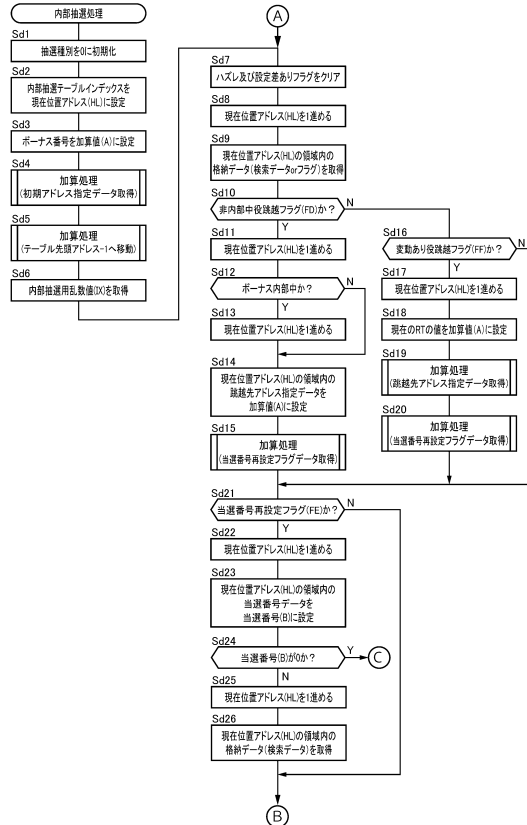 内部抽選処理
Sd1
抽選種別を0に初期化
Sd2
内部抽選テーブルインデックスを
現在位置アドレス(HL)に設定
Sd3
ボーナス番号を加算値(A)に設定
Sd4
加算処理
(初期アドレス指定データ取得)
Sd5
加算処理
(テーブル先頭アドレス-1へ移動)
Sd6
内部抽選用乱数値(IX)を取得
A
Sd7
ハズレ及び設定差ありフラグをクリア
Sd8
現在位置アドレス(HL)を1進める
Sd9
現在位置アドレス(HL)の領域内の
格納データ(検索データorフラグ)を取得
Sd10
非内部中役跳越フラグ(FD)か?
N
Y
Sd11
現在位置アドレス(HL)を1進める
Sd12
ボーナス内部中か?
N
Y
Sd13
現在位置アドレス(HL)を1進める
Sd14
現在位置アドレス(HL)の領域内の
跳越先アドレス指定データを
加算値(A)に設定
Sd15
加算処理
(当選番号再設定フラグデータ取得)
Sd16
変動あり役跳越フラグ(FF)か?
N
Y
Sd17
現在位置アドレス(HL)を1進める
Sd18
現在のRTの値を加算値(A)に設定
Sd19
加算処理
(跳越先アドレス指定データ取得)
Sd20
加算処理
(当選番号再設定フラグデータ取得)
Sd21
当選番号再設定フラグ(FE)か?
N
Y
Sd22
現在位置アドレス(HL)を1進める
Sd23
現在位置アドレス(HL)の領域内の
当選番号データを
当選番号(B)に設定
Sd24
当選番号(B)が0か?
Y
C
N
Sd25
現在位置アドレス(HL)を1進める
Sd26
現在位置アドレス(HL)の領域内の
格納データ(検索データ)を取得
B